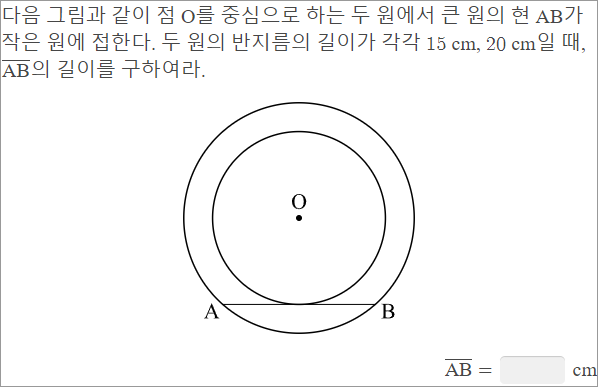 다음 그림과 같이 점 O를 중심으로 하는 두 원에서 큰 원의 현 AB가
작은 원에 접한다. 두 원의 반지름의 길이가 각각 15 cm, 20 cm일 때,
A͞B͞의 길이를 구하여라.
O
A B
A͞B͞ = cm